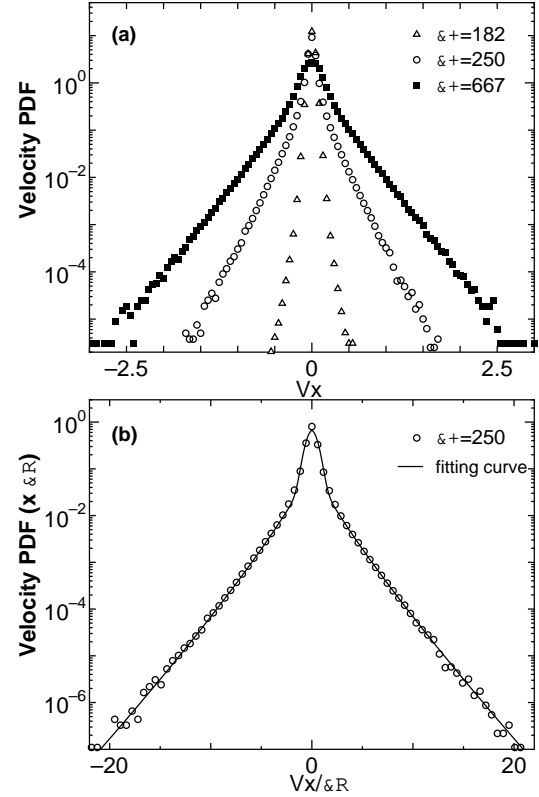 (a)
&+=182
&+=250
&+=667
Velocity PDF
10^0
10^-2
10^-4
−2.5
0
2.5
Vx
(b)
&+=250
fitting curve
Velocity PDF (x &R)
10^0
10^-2
10^-4
10^-6
−20
0
20
Vx/&R